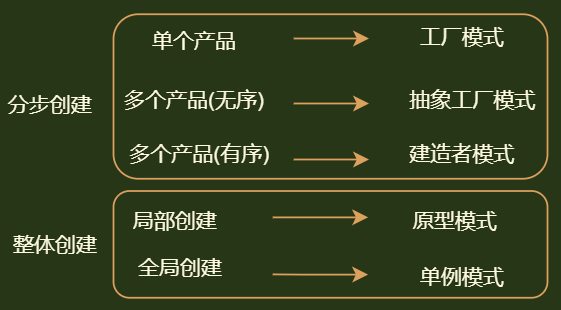 单个产品
工厂模式
分步创建
多个产品(无序)
抽象工厂模式
多个产品(有序)
建造者模式
整体创建
局部创建
原型模式
全局创建
单例模式